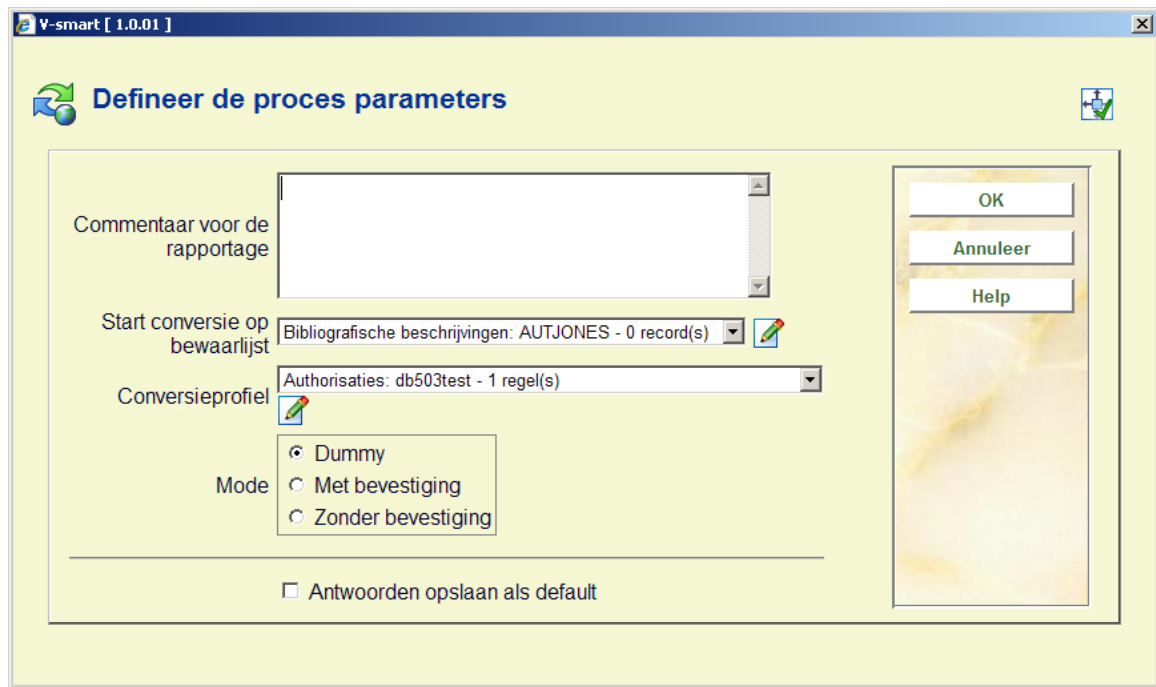 V-smart [ 1.0.01 ]
Defineer de proces parameters
Commentaar voor de
rapportage
Start conversie op
bewaarlijst
Bibliografische beschrijvingen: AUTJONES - 0 record(s)
Conversieprofiel
Authorisaties: db503test - 1 regel(s)
Mode
Dummy
Met bevestiging
Zonder bevestiging
Antwoorden opslaan als default
OK
Annuleer
Help